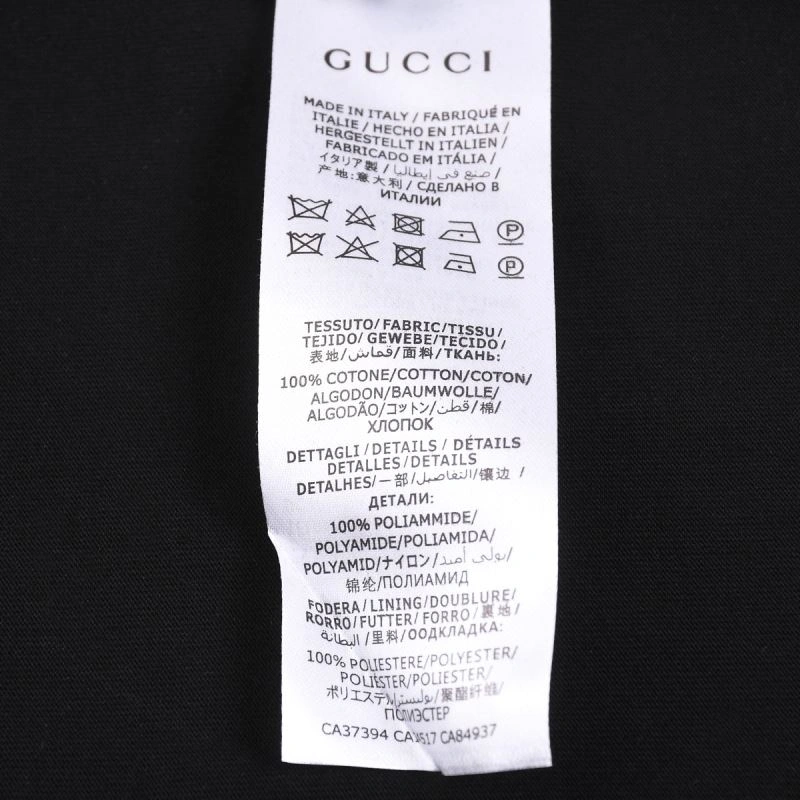 GUCCI
MADE IN ITALY / FABRIQUÉ EN
ITALIE / HECHO EN ITALIA /
HERGESTELLT IN ITALIEN /
FABRICADO EM ITÁLIA /
イタリア製 / صنع في إيطاليا /
产地:意大利 / СДЕЛАНО В
ИТАЛИИ
P
P
TESSUTO/FABRIC/TISSU/
TEJIDO/GEWEBE/TECIDO/
表地/قماش/面料/ТКАНЬ:
100% COTONE/COTTON/COTON/
ALGODON/BAUMWOLLE/
ALGODÃO/コットン/قطن/棉/
ХЛОПОК
DETTAGLI/DETAILS/DÉTAILS
DETALLES/DETAILS
DETALHES/一部/التفاصيل/镶边/
ДЕТАЛИ:
100% POLIAMMIDE/
POLYAMIDE/POLIAMIDA/
POLYAMID/ナイロン/بولي أميد/
锦纶/ПОЛИАМИД
FODERA/LINING/DOUBLURE/
RORRO/FUTTER/FORRO/裏地/
البطانة/里料/ООДКЛАДКА:
100% POLIESTERE/POLYESTER/
POLIÉSTER/POLIESTER/
ポリエステル/بوليستر/聚酯纤维/
ПОЛИЭСТЕР
CA37394 CA CA84937